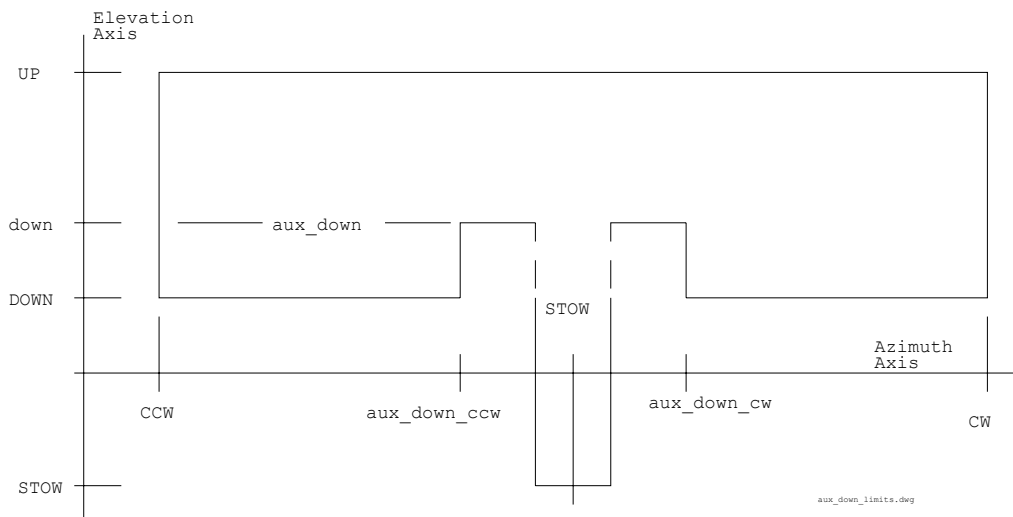 Elevation
Axis
UP
down
aux_down
DOWN
STOW
Azimuth
Axis
CCW
aux_down_ccw
aux_down_cw
CW
STOW
aux_down_limits.dwg